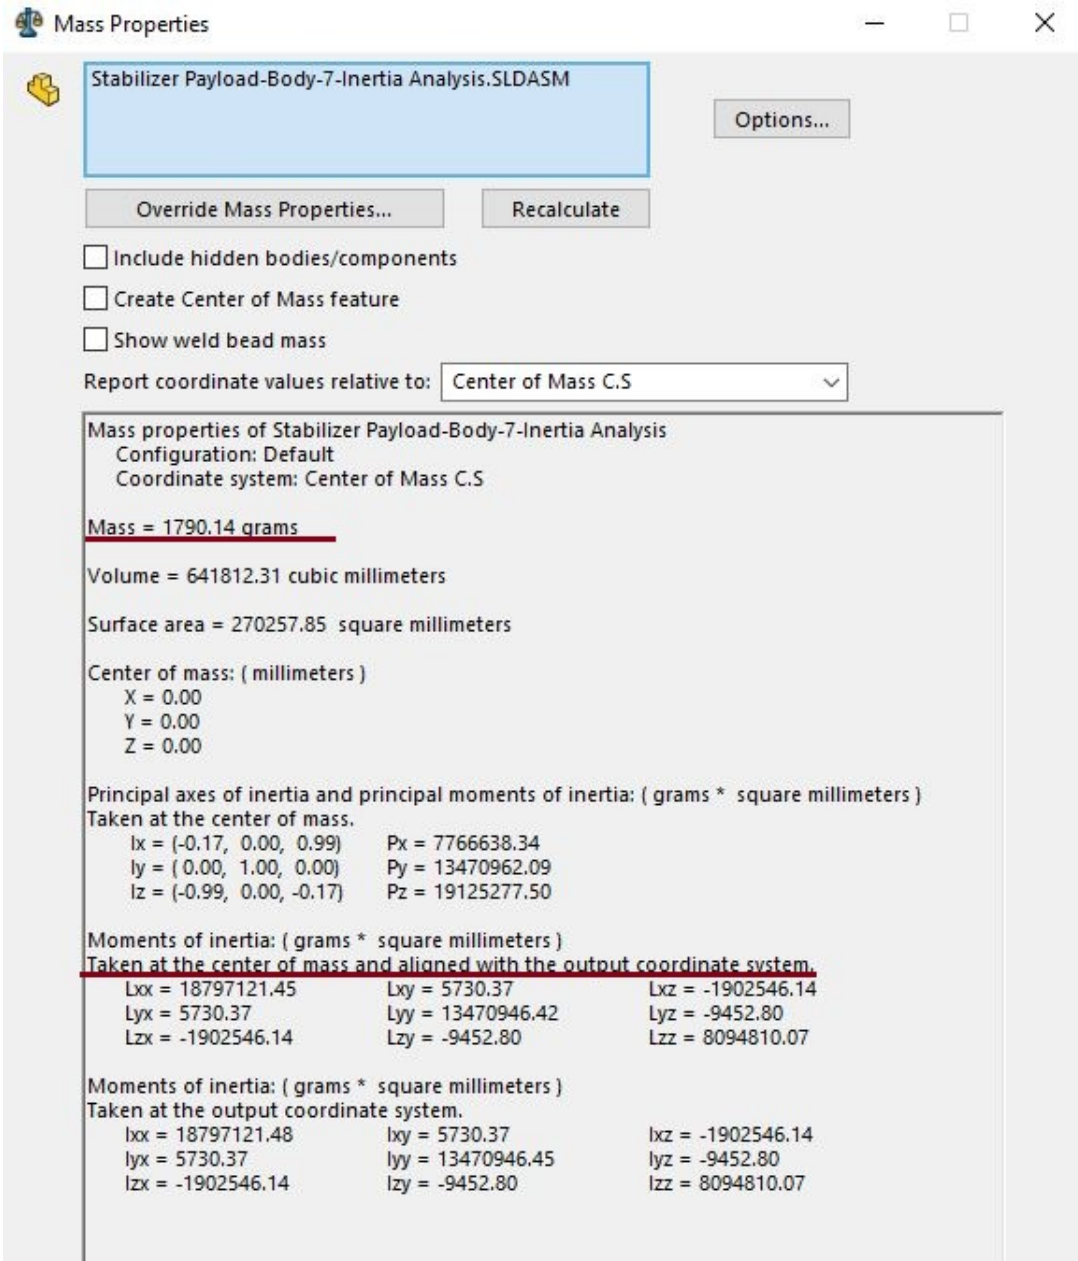 Mass Properties
Stabilizer Payload-Body-7-Inertia Analysis.SLDASM
Options...
Override Mass Properties...
Recalculate
Include hidden bodies/components
Create Center of Mass feature
Show weld bead mass
Report coordinate values relative to: Center of Mass C.S
Mass properties of Stabilizer Payload-Body-7-Inertia Analysis
Configuration: Default
Coordinate system: Center of Mass C.S
Mass = 1790.14 grams
Volume = 641812.31 cubic millimeters
Surface area = 270257.85 square millimeters
Center of mass: ( millimeters )
X = 0.00
Y = 0.00
Z = 0.00
Principal axes of inertia and principal moments of inertia: ( grams * square millimeters )
Taken at the center of mass.
Ix = (-0.17, 0.00, 0.99) Px = 7766638.34
Iy = ( 0.00, 1.00, 0.00) Py = 13470962.09
Iz = (-0.99, 0.00, -0.17) Pz = 19125277.50
Moments of inertia: ( grams * square millimeters )
Taken at the center of mass and aligned with the output coordinate system.
Lxx = 18797121.45 Lxy = 5730.37 Lxz = -1902546.14
Lyx = 5730.37 Lyy = 13470946.42 Lyz = -9452.80
Lzx = -1902546.14 Lzy = -9452.80 Lzz = 8094810.07
Moments of inertia: ( grams * square millimeters )
Taken at the output coordinate system.
Ixx = 18797121.48 Ixy = 5730.37 Ixz = -1902546.14
Iyx = 5730.37 Iyy = 13470946.45 Iyz = -9452.80
Izx = -1902546.14 Izy = -9452.80 Izz = 8094810.07